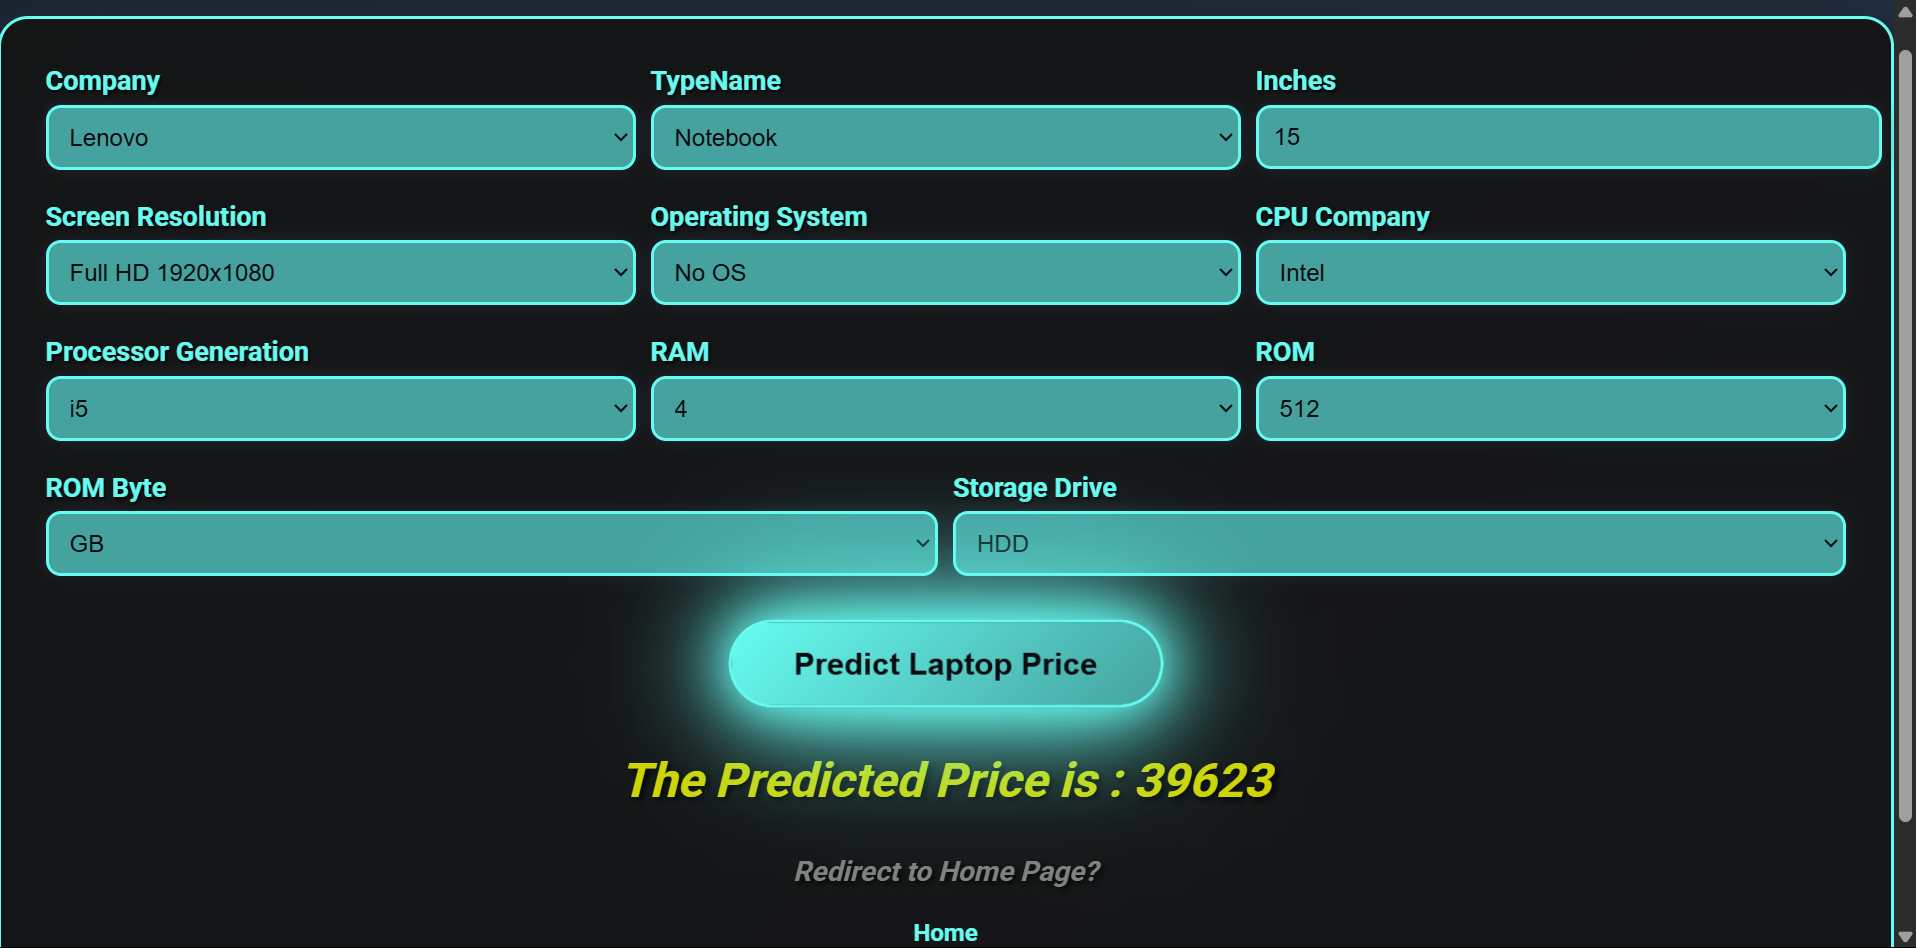 Company TypeName Inches
Lenovo Notebook 15
Screen Resolution Operating System CPU Company
Full HD 1920x1080 No OS Intel
Processor Generation RAM ROM
i5 4 512
ROM Byte Storage Drive
GB HDD
Predict Laptop Price
The Predicted Price is : 39623
Redirect to Home Page?
Home